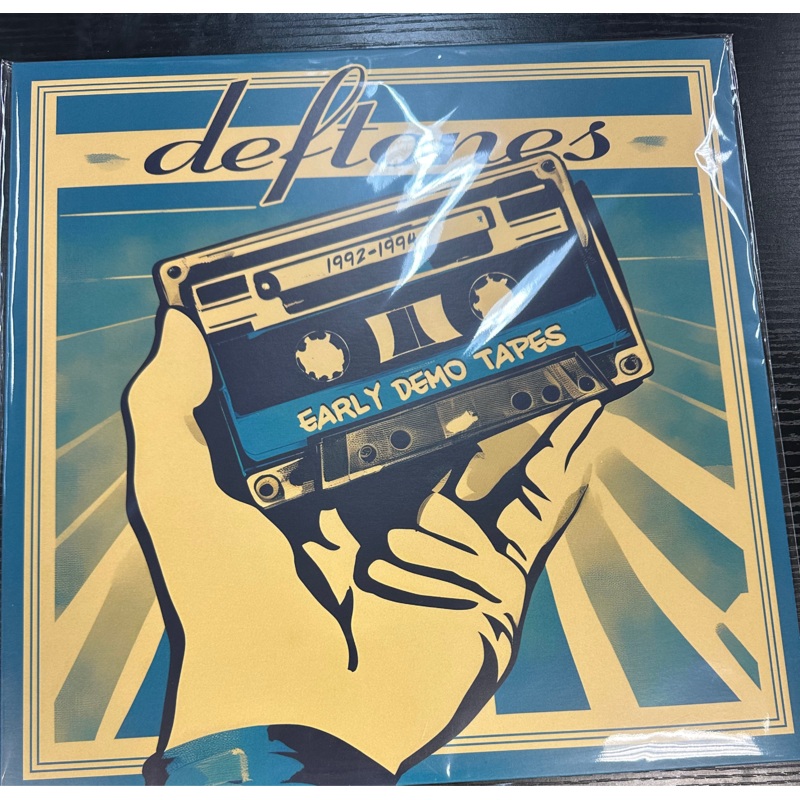 deftones
1992-1994
EARLY DEMO TAPES